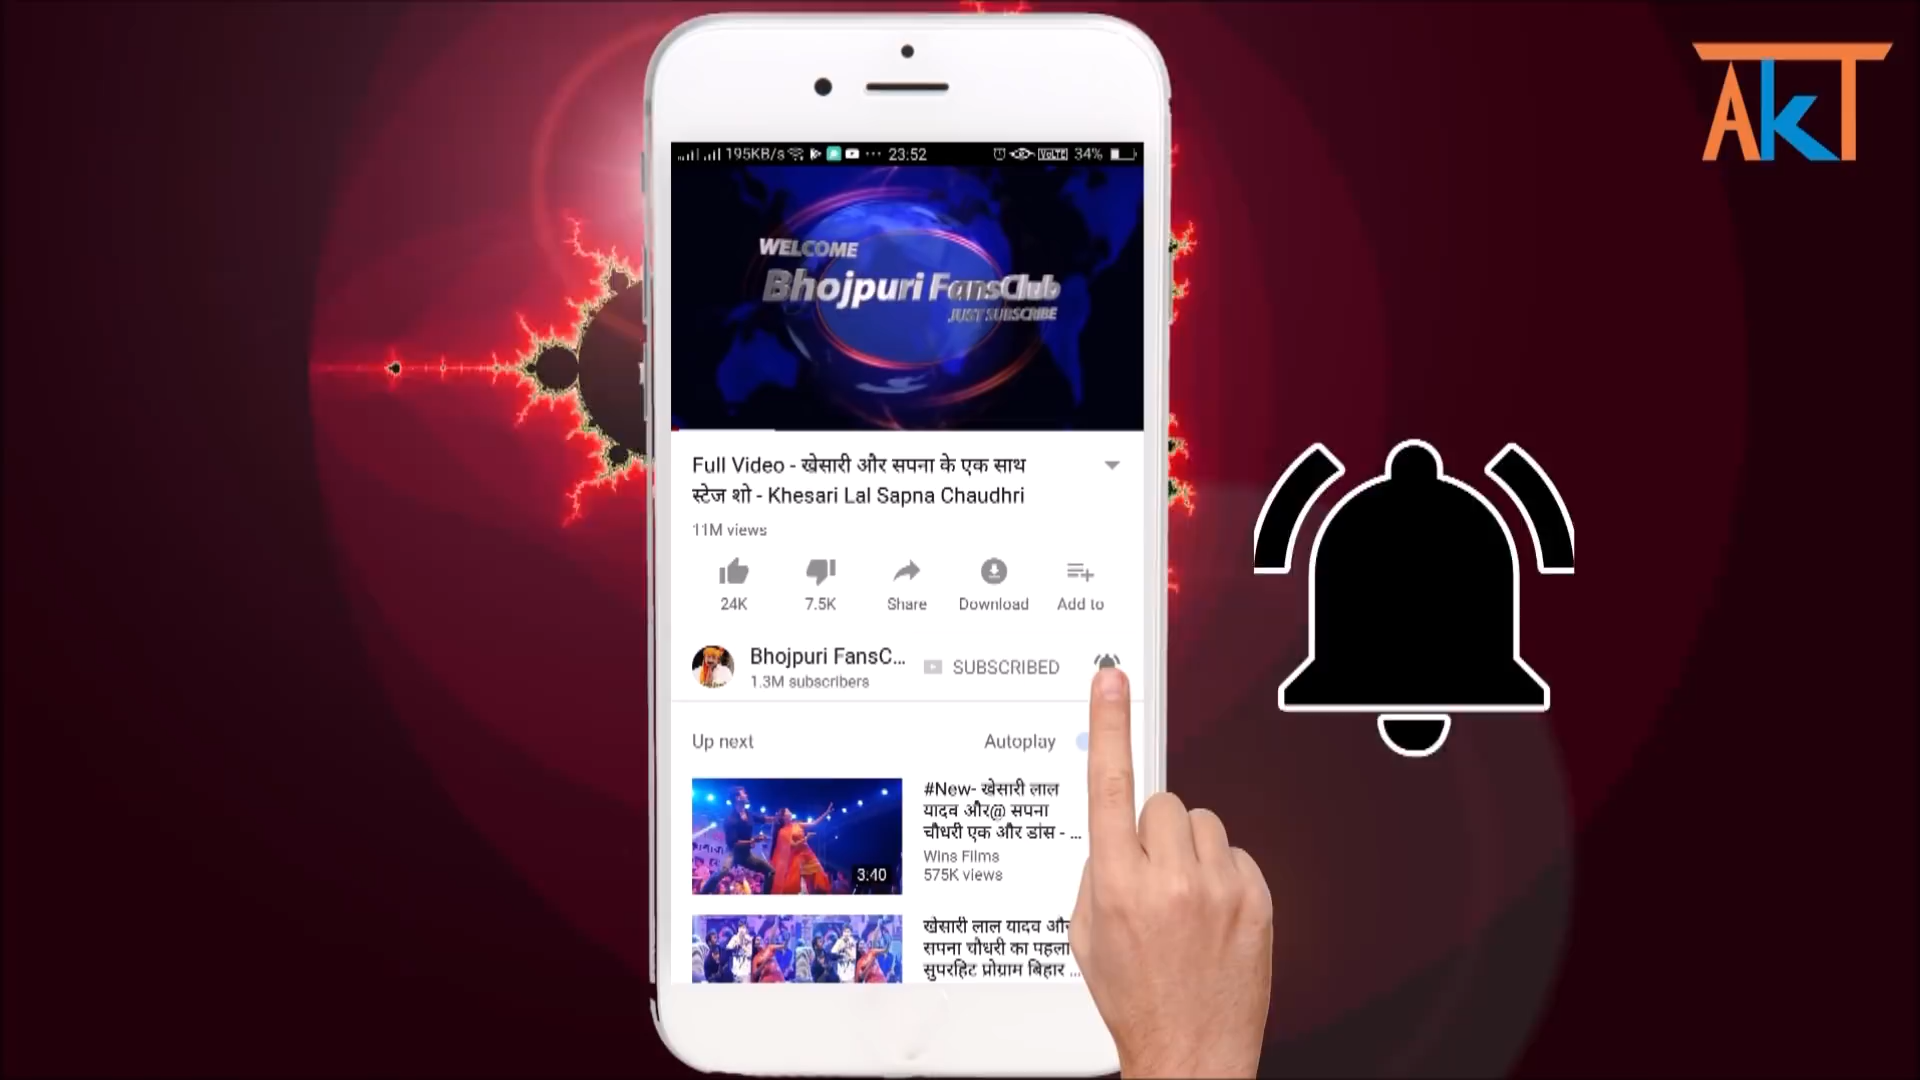 AKT
195KB/s ··· 23:52 VoLTE 34%
WELCOME
Bhojpuri FansClub
JUST SUBSCRIBE
Full Video - खेसारी और सपना के एक साथ
स्टेज शो - Khesari Lal Sapna Chaudhri
11M views
24K 7.5K Share Download Add to
Bhojpuri FansC... SUBSCRIBED
1.3M subscribers
Up next Autoplay
#New- खेसारी लाल
यादव और@ सपना
चौधरी एक और डांस - ...
Wins Films
575K views
3:40
खेसारी लाल यादव और
सपना चौधरी का पहला
सुपरहिट प्रोग्राम बिहार ...